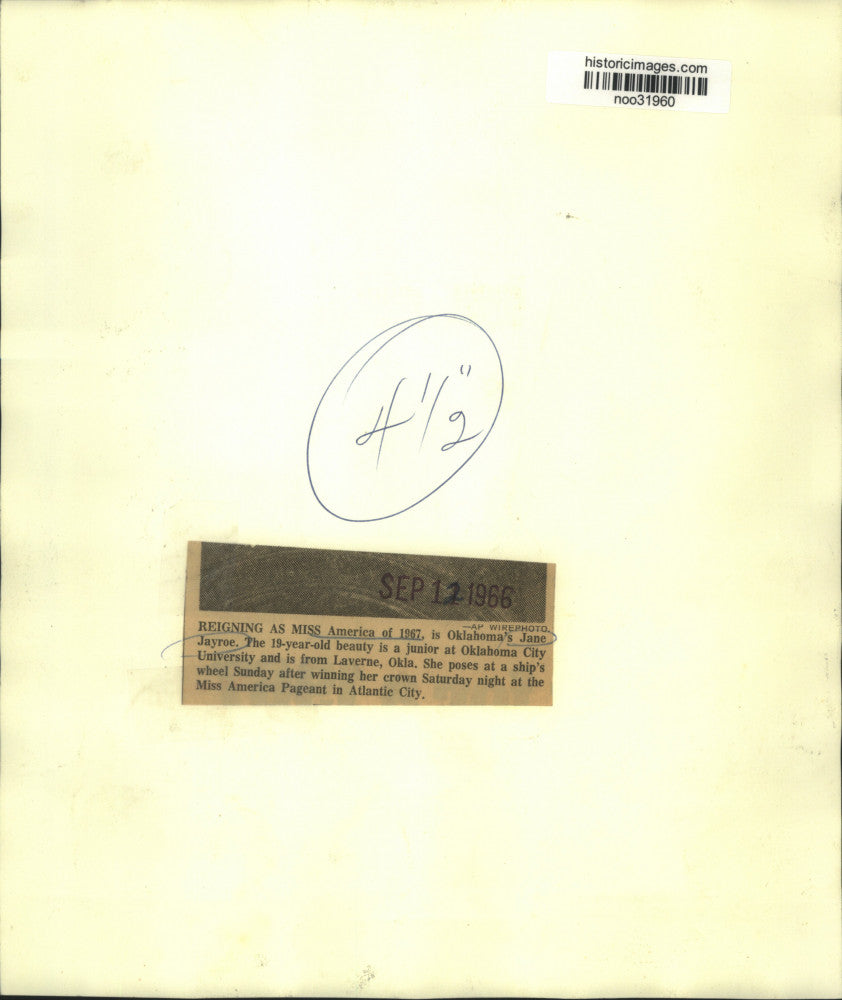 historicimages.com
noo31960
4 1/2"
SEP 12 1966
—AP WIREPHOTO.
REIGNING AS MISS America of 1967, is Oklahoma's Jane
Jayroe. The 19-year-old beauty is a junior at Oklahoma City
University and is from Laverne, Okla. She poses at a ship's
wheel Sunday after winning her crown Saturday night at the
Miss America Pageant in Atlantic City.